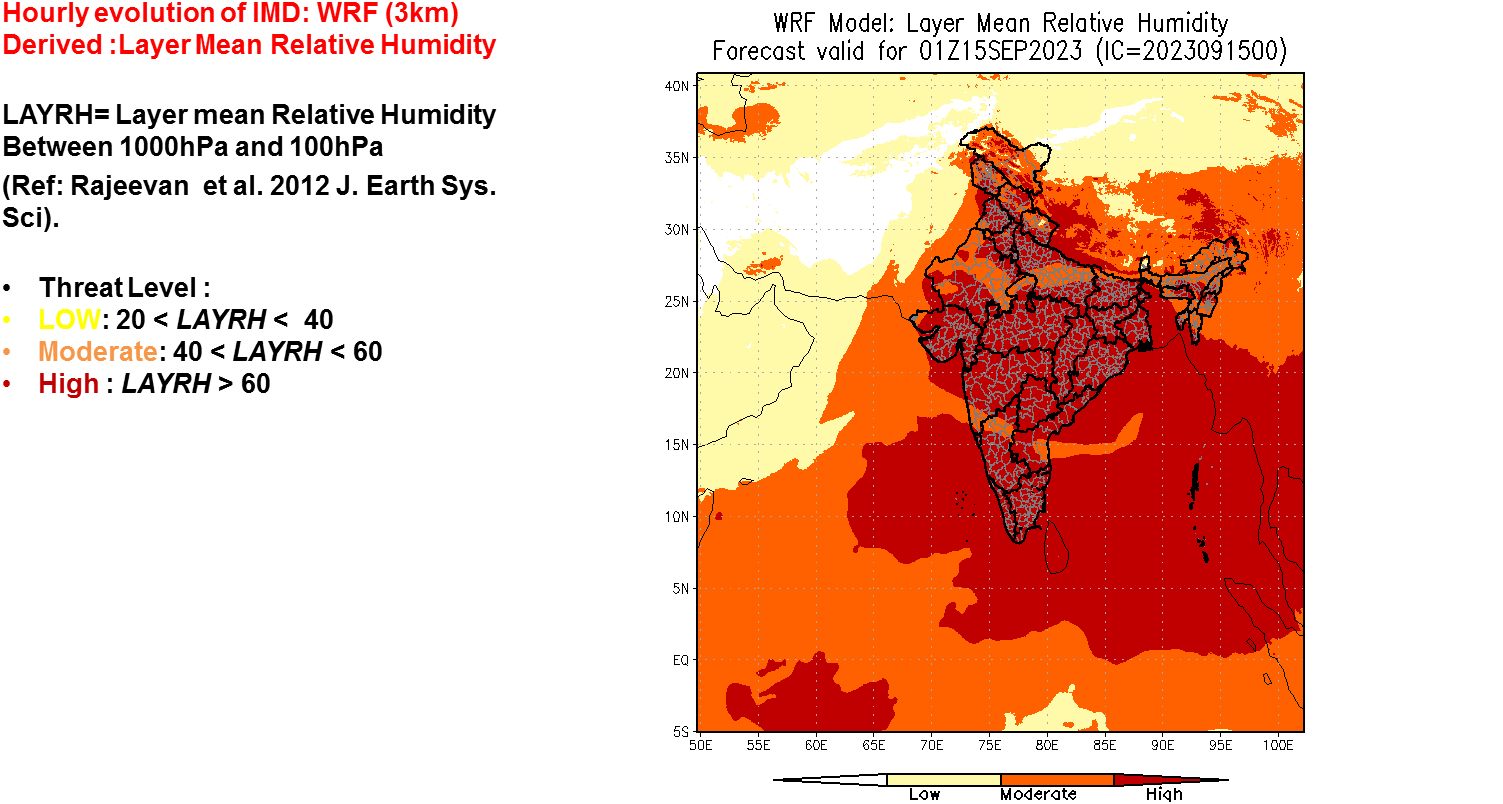 Hourly evolution of IMD: WRF (3km)
Derived :Layer Mean Relative Humidity
LAYRH= Layer mean Relative Humidity
Between 1000hPa and 100hPa
(Ref: Rajeevan et al. 2012 J. Earth Sys.
Sci).
• Threat Level :
• LOW: 20 < LAYRH < 40
• Moderate: 40 < LAYRH < 60
• High : LAYRH > 60
WRF Model: Layer Mean Relative Humidity
Forecast valid for 01Z15SEP2023 (IC=2023091500)
40N
35N
30N
25N
20N
15N
10N
5N
EQ
5S
50E 55E 60E 65E 70E 75E 80E 85E 90E 95E 100E
Low Moderate High